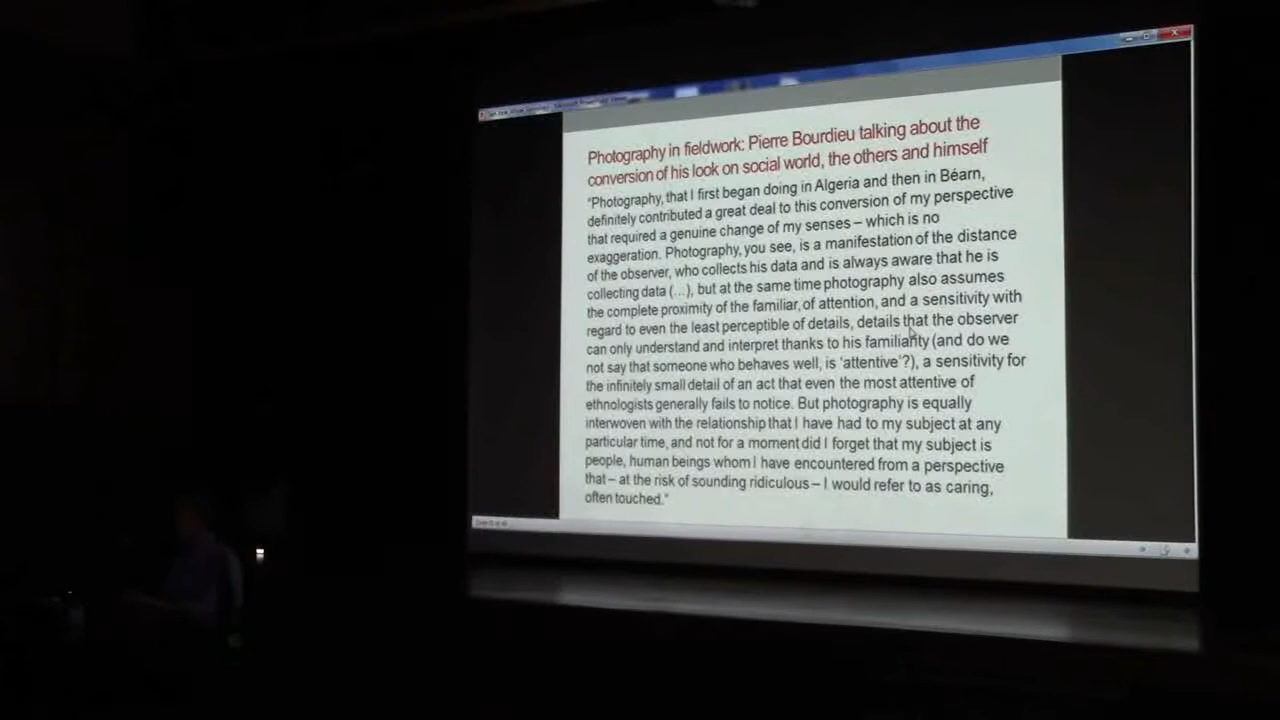 Photography in fieldwork: Pierre Bourdieu talking about the
conversion of his look on social world, the others and himself
“Photography, that I first began doing in Algeria and then in Béarn,
definitely contributed a great deal to this conversion of my perspective
that required a genuine change of my senses – which is no
exaggeration. Photography, you see, is a manifestation of the distance
of the observer, who collects his data and is always aware that he is
collecting data (…), but at the same time photography also assumes
the complete proximity of the familiar, of attention, and a sensitivity with
regard to even the least perceptible of details, details that the observer
can only understand and interpret thanks to his familiarity (and do we
not say that someone who behaves well, is ‘attentive’?), a sensitivity for
the infinitely small detail of an act that even the most attentive of
ethnologists generally fails to notice. But photography is equally
interwoven with the relationship that I have had to my subject at any
particular time, and not for a moment did I forget that my subject is
people, human beings whom I have encountered from a perspective
that – at the risk of sounding ridiculous – I would refer to as caring,
often touched.”